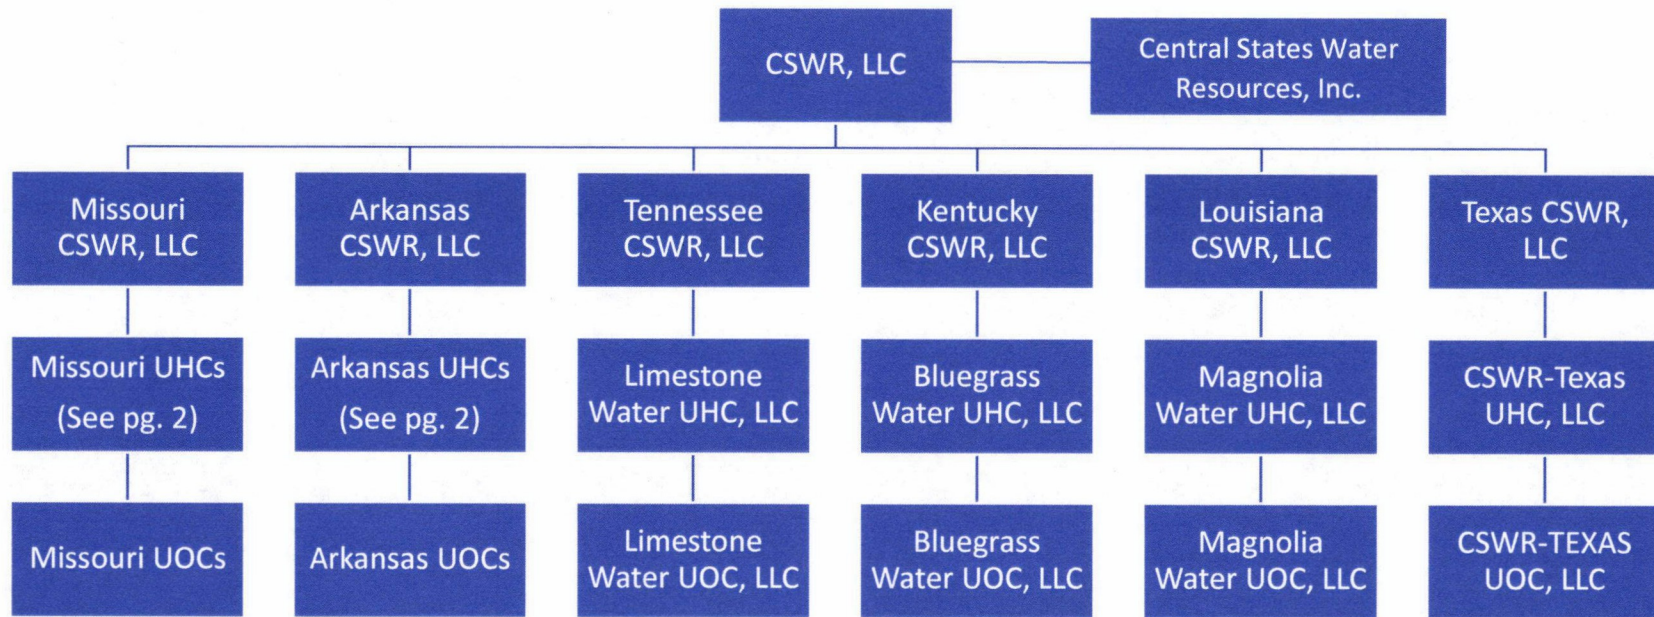 CSWR, LLC
Central States Water
Resources, Inc.
Missouri
CSWR, LLC
Arkansas
CSWR, LLC
Tennessee
CSWR, LLC
Kentucky
CSWR, LLC
Louisiana
CSWR, LLC
Texas CSWR,
LLC
Missouri UHCs
(See pg. 2)
Arkansas UHCs
(See pg. 2)
Limestone
Water UHC, LLC
Bluegrass
Water UHC, LLC
Magnolia
Water UHC, LLC
CSWR-Texas
UHC, LLC
Missouri UOCs
Arkansas UOCs
Limestone
Water UOC, LLC
Bluegrass
Water UOC, LLC
Magnolia
Water UOC, LLC
CSWR-TEXAS
UOC, LLC